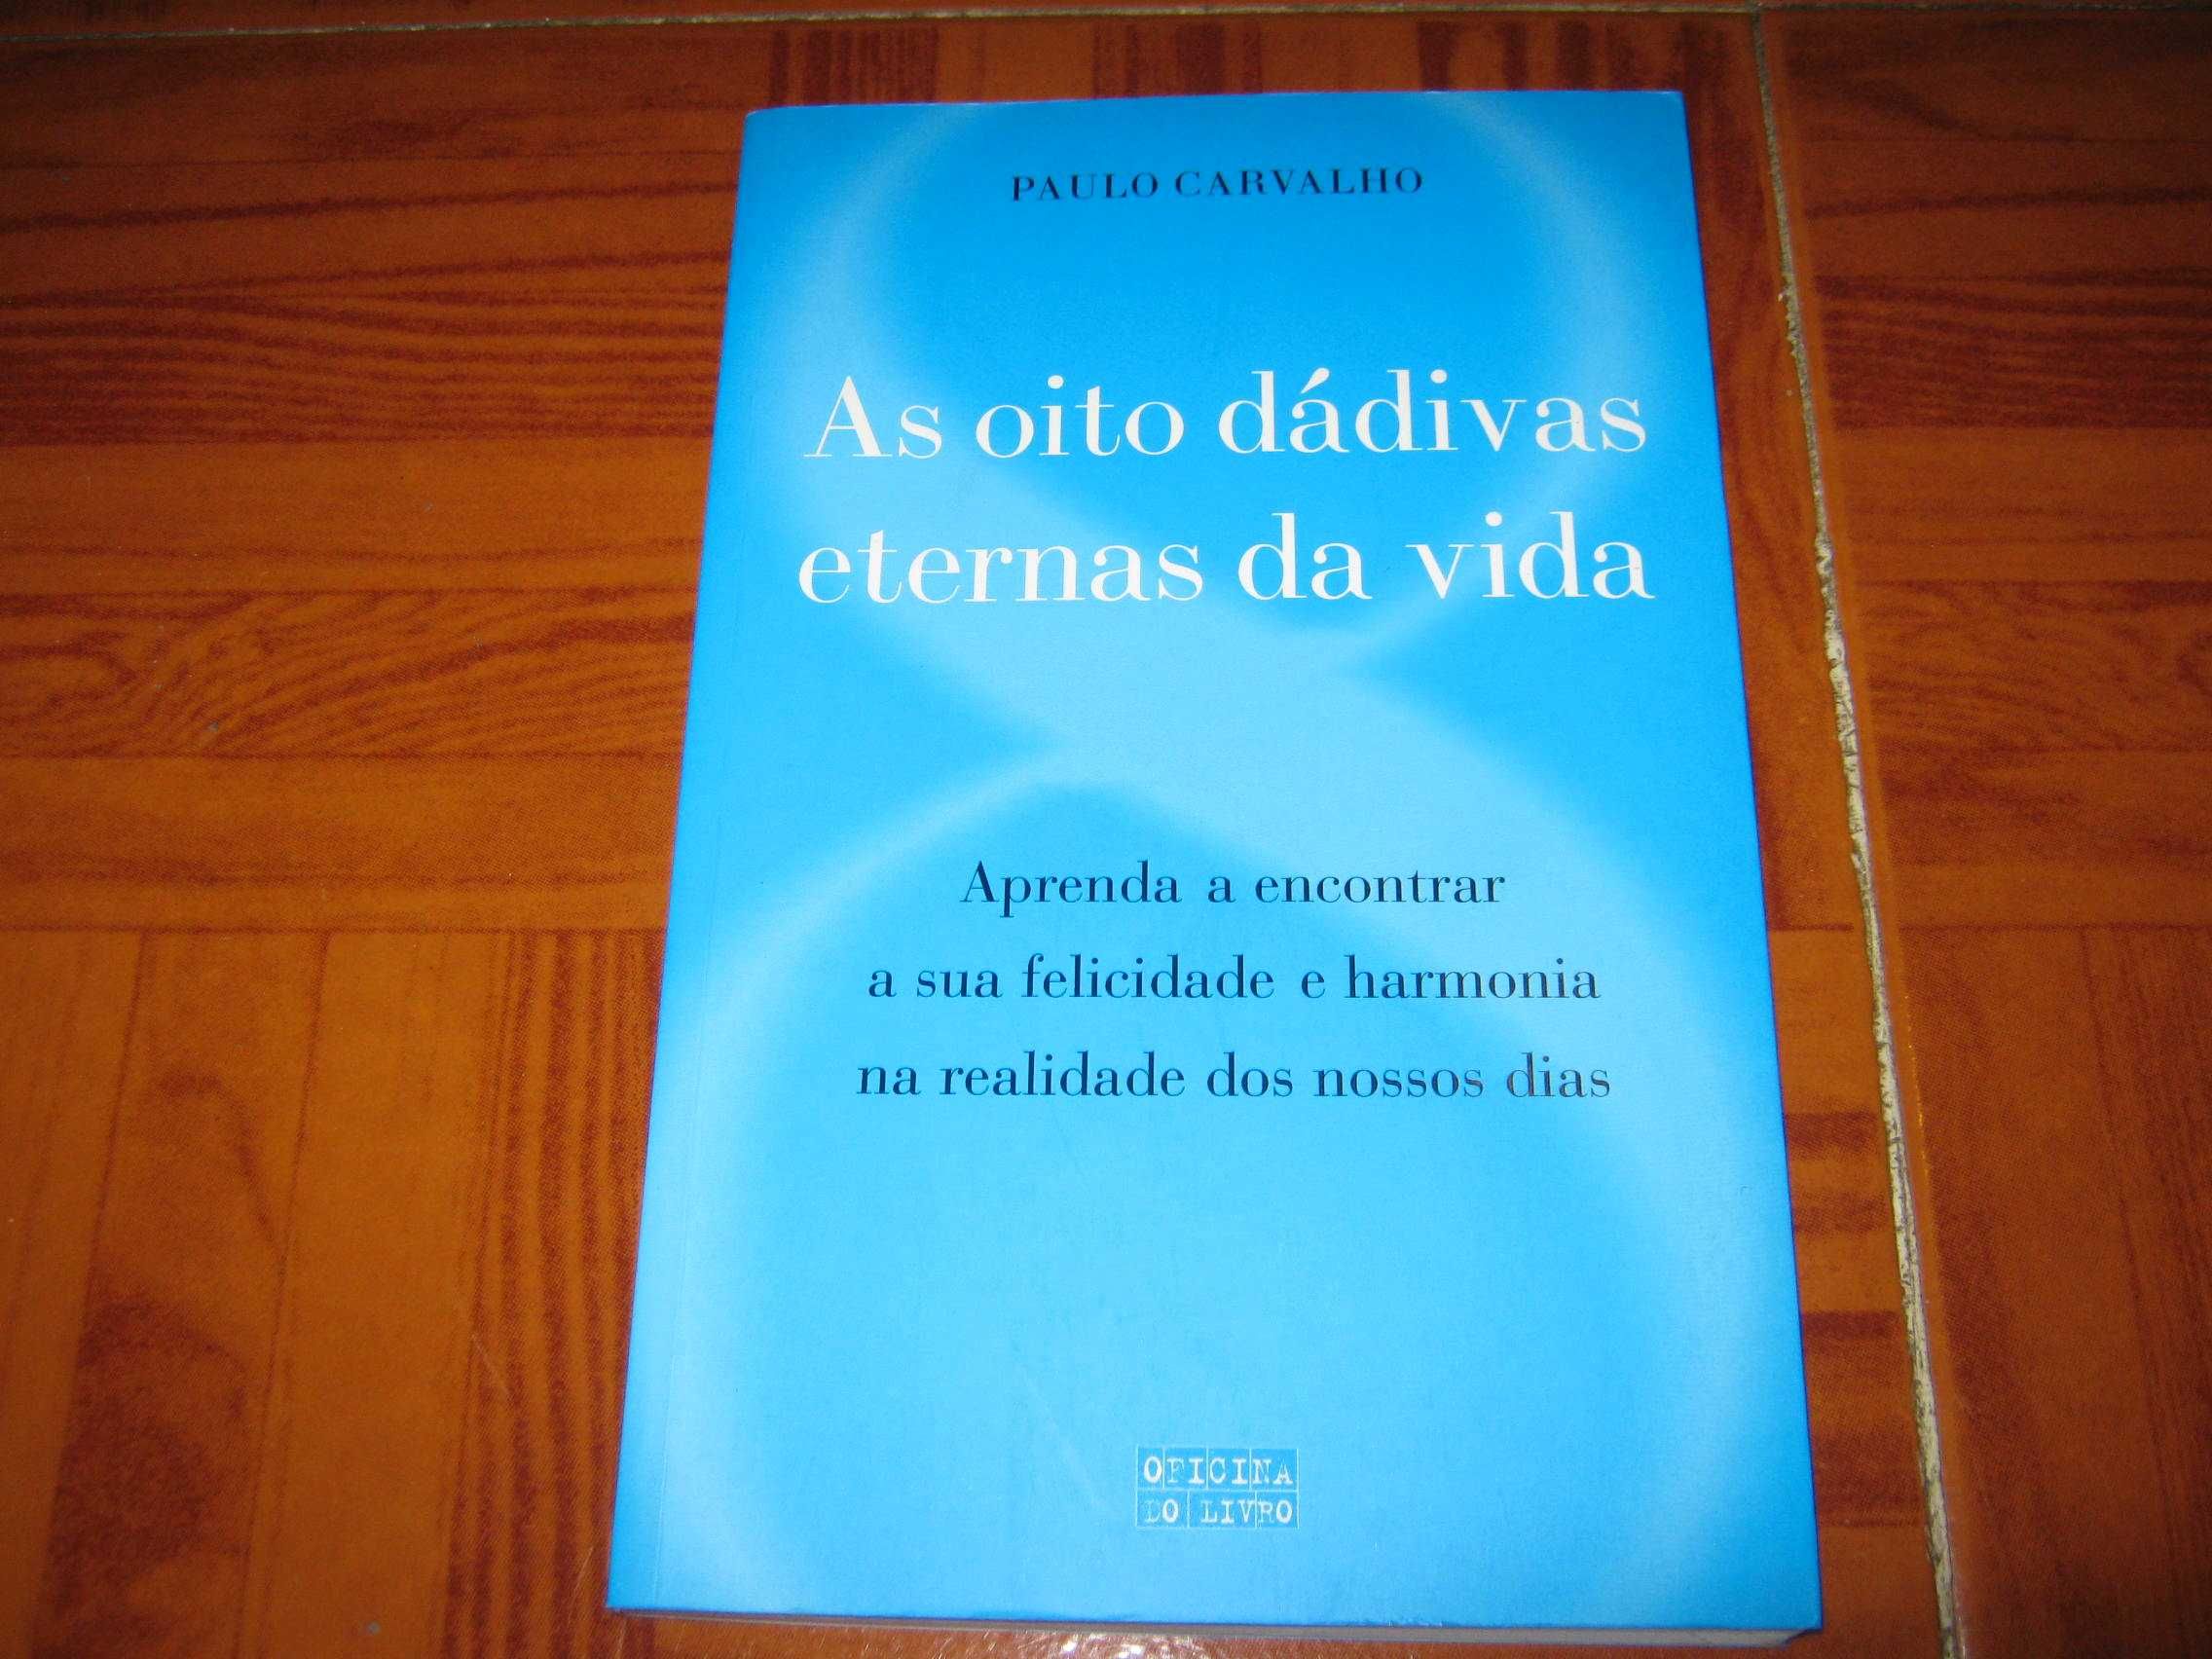 PAULO CARVALHO
As oito dádivas
eternas da vida
Aprenda a encontrar
a sua felicidade e harmonia
na realidade dos nossos dias
OFICINA
DO LIVRO